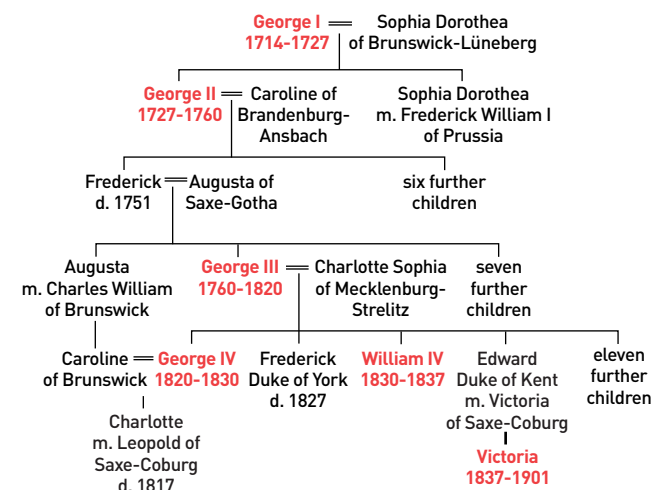 George I
1714-1727
Sophia Dorothea
of Brunswick-Lüneberg
George II
1727-1760
Caroline of
Brandenburg-
Ansbach
Sophia Dorothea
m. Frederick William I
of Prussia
Frederick
d. 1751
Augusta of
Saxe-Gotha
six further
children
Augusta
m. Charles William
of Brunswick
George III
1760-1820
Charlotte Sophia
of Mecklenburg-
Strelitz
seven
further
children
Caroline
of Brunswick
George IV
1820-1830
Frederick
Duke of York
d. 1827
William IV
1830-1837
Edward
Duke of Kent
m. Victoria
of Saxe-Coburg
eleven
further
children
Charlotte
m. Leopold of
Saxe-Coburg
d. 1817
Victoria
1837-1901